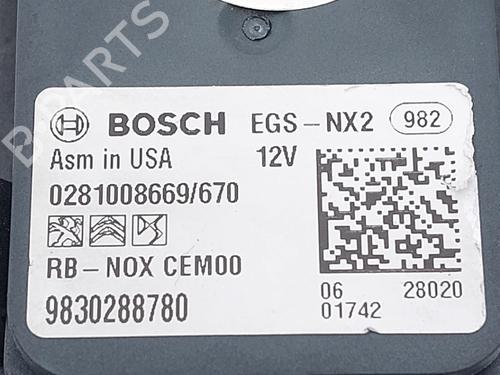 B-PARTS
BOSCH EGS-NX2 982
Asm in USA 12V
0281008669/670
RB-NOX CEM00
9830288780
06 28020
01742